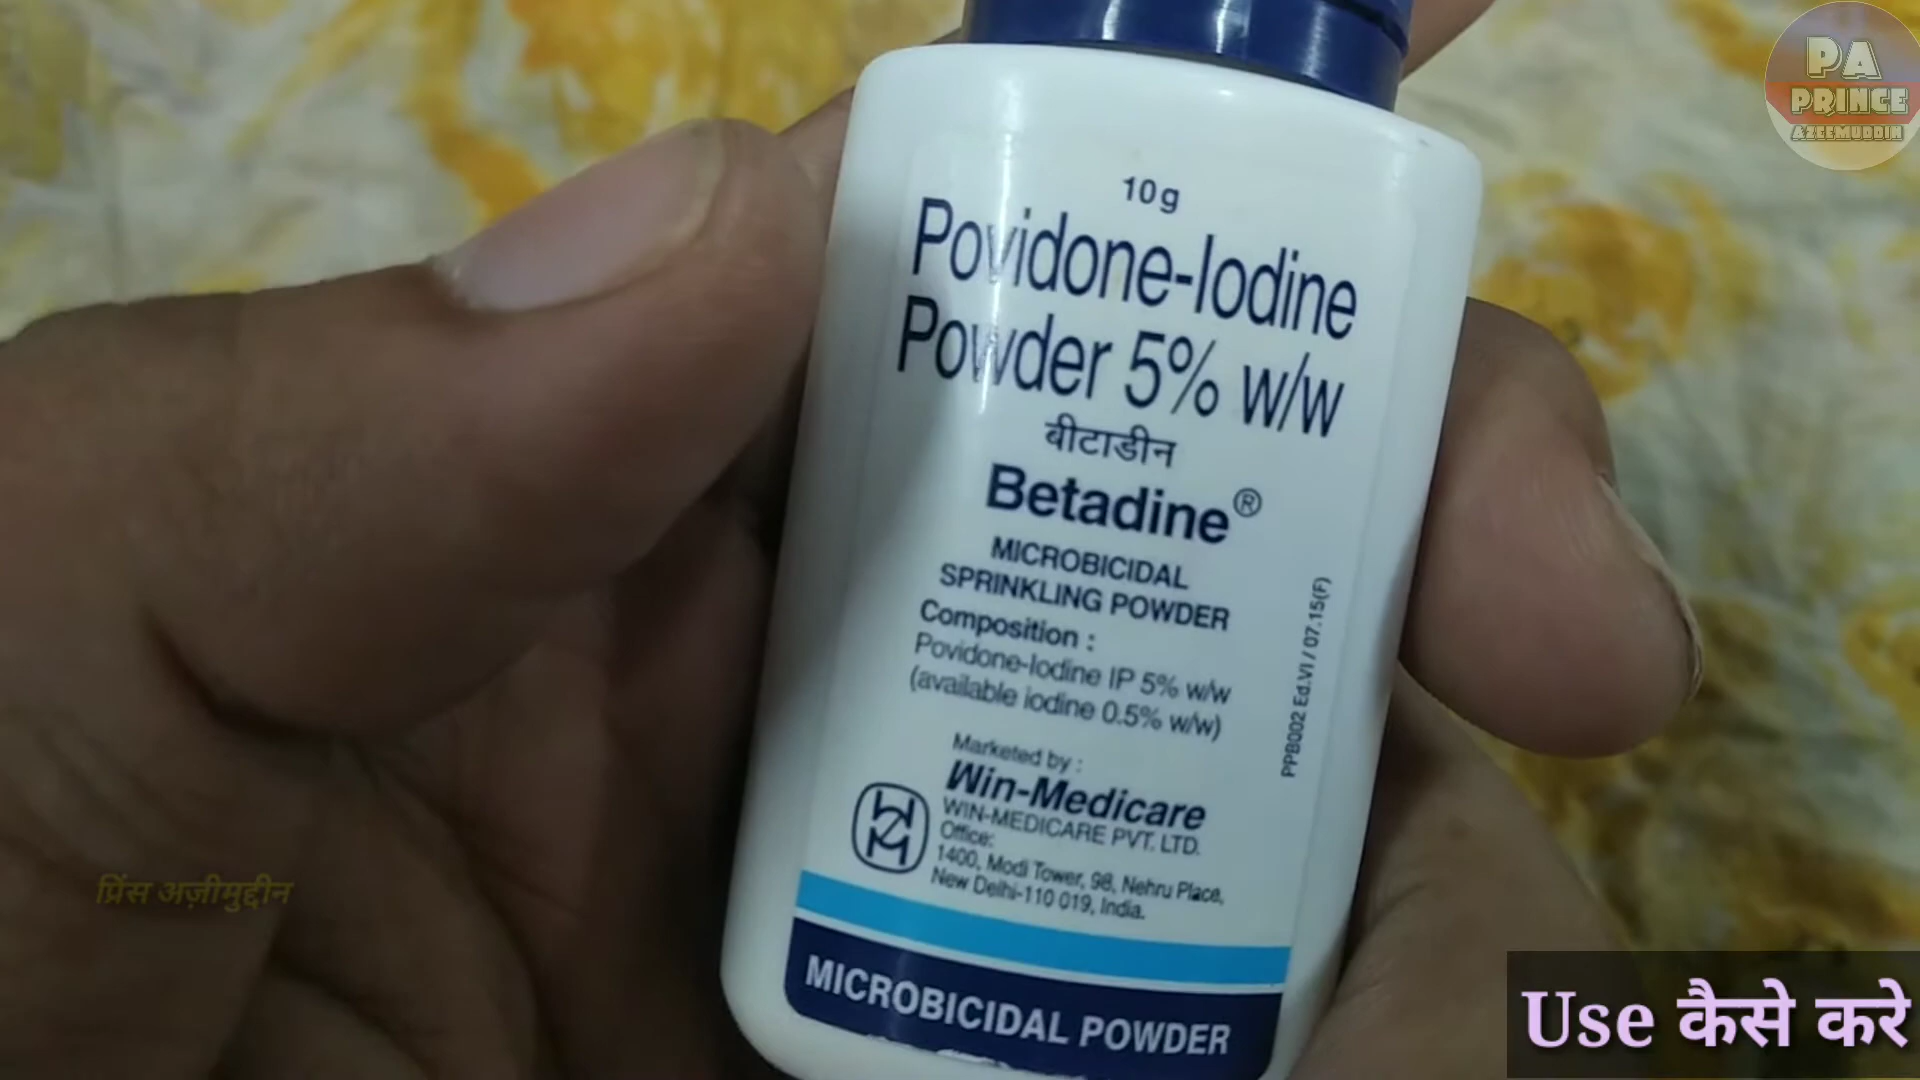 PA
PRINCE
AZEEMUDDIN
10g
Povidone-Iodine
Powder 5% w/w
बीटाडीन
Betadine®
MICROBICIDAL
SPRINKLING POWDER
Composition :
Povidone-Iodine IP 5% w/w
(available iodine 0.5% w/w)
PPB002 Ed.VI / 07.15(F)
Marketed by :
Win-Medicare
WIN-MEDICARE PVT. LTD.
Office:
1400, Modi Tower, 98, Nehru Place,
New Delhi-110 019, India.
MICROBICIDAL POWDER
प्रिंस अज़ीमुद्दीन
Use कैसे करे